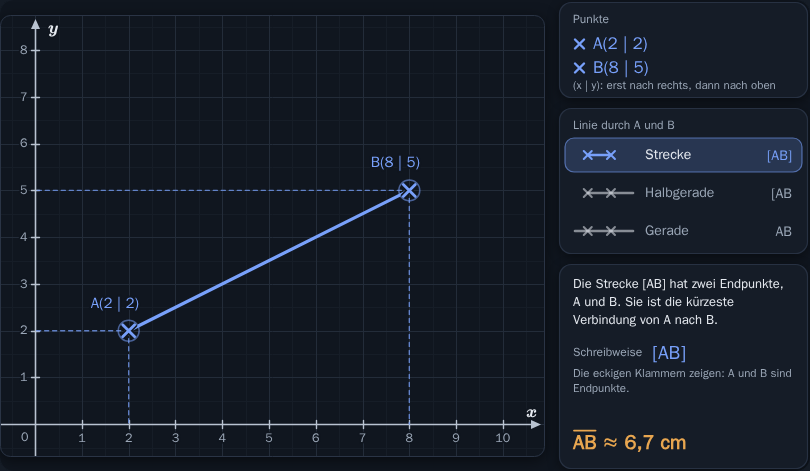 y
8
7
6
5
4
3
2
1
0
1 2 3 4 5 6 7 8 9 10
x
B(8 | 5)
A(2 | 2)
Punkte
A(2 | 2)
B(8 | 5)
(x | y): erst nach rechts, dann nach oben
Linie durch A und B
Strecke [AB]
Halbgerade [AB
Gerade AB
Die Strecke [AB] hat zwei Endpunkte,
A und B. Sie ist die kürzeste
Verbindung von A nach B.
Schreibweise [AB]
Die eckigen Klammern zeigen: A und B sind
Endpunkte.
A̅B̅ ≈ 6,7 cm